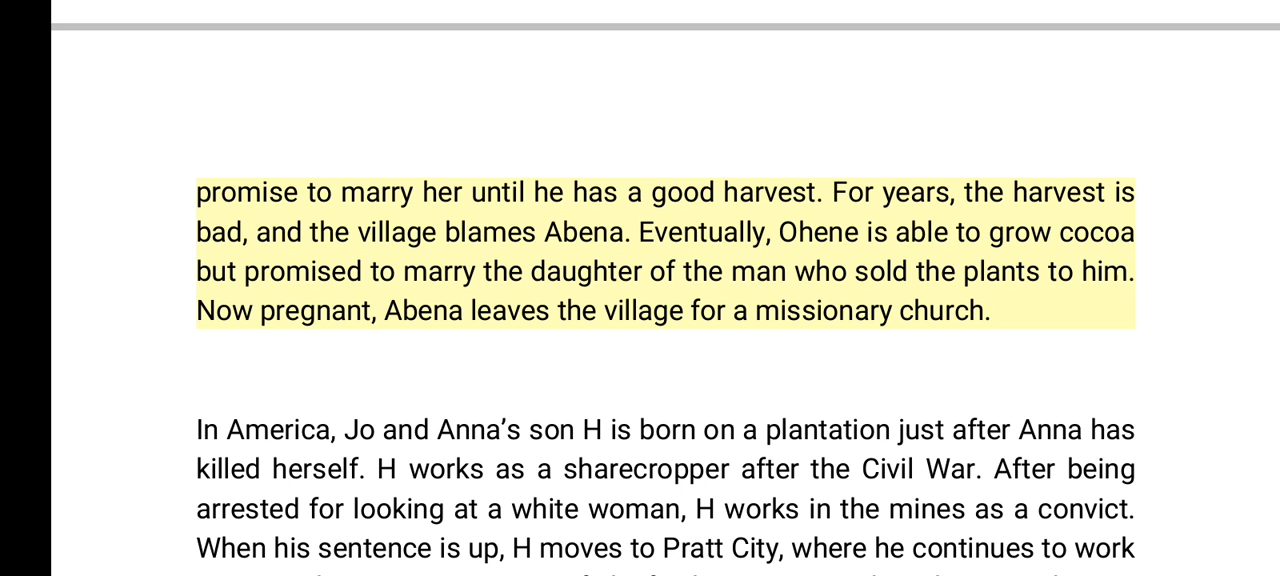 promise to marry her until he has a good harvest. For years, the harvest is
bad, and the village blames Abena. Eventually, Ohene is able to grow cocoa
but promised to marry the daughter of the man who sold the plants to him.
Now pregnant, Abena leaves the village for a missionary church.
In America, Jo and Anna’s son H is born on a plantation just after Anna has
killed herself. H works as a sharecropper after the Civil War. After being
arrested for looking at a white woman, H works in the mines as a convict.
When his sentence is up, H moves to Pratt City, where he continues to work